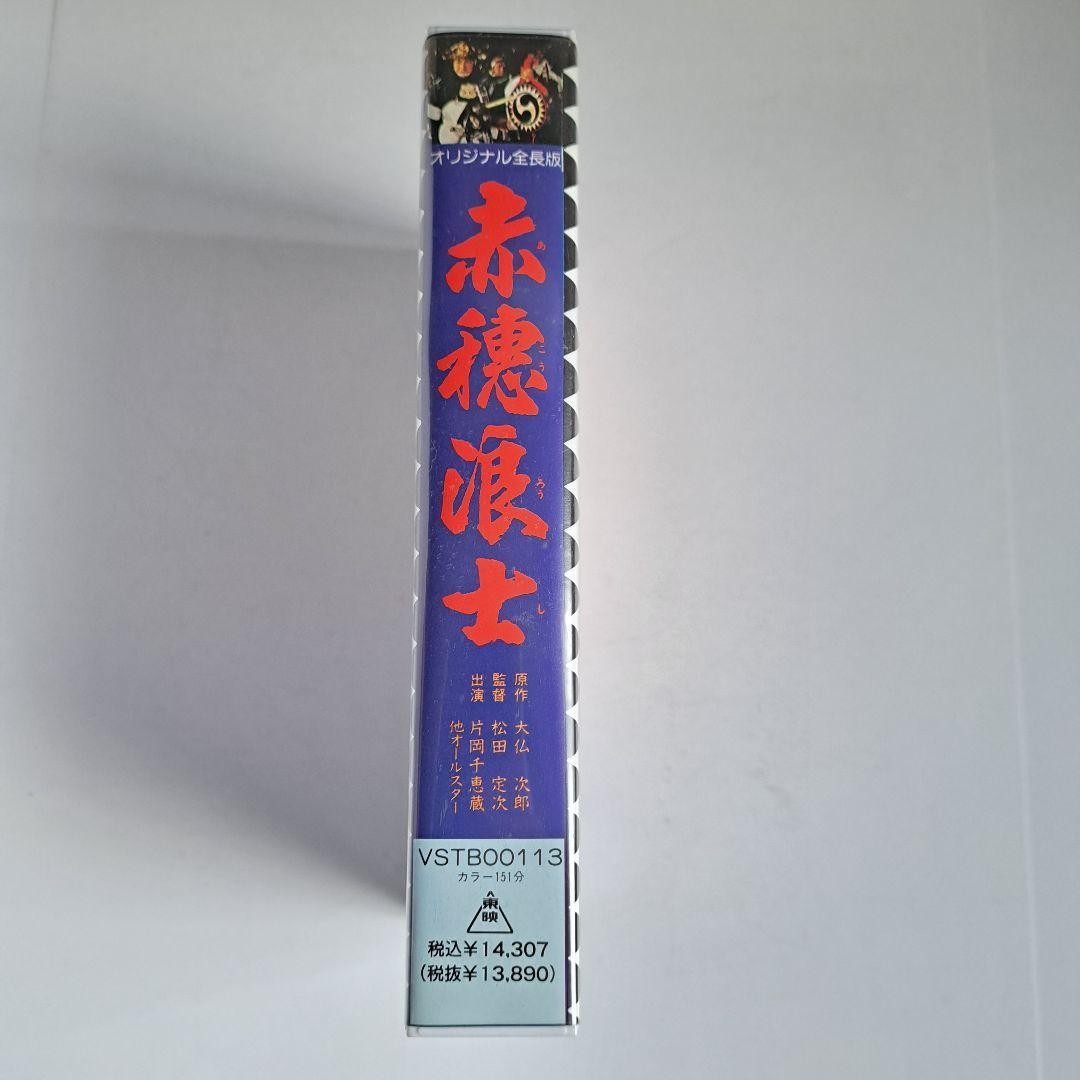 オリジナル全長版
赤穂浪士
あこうろうし
原作 大仏 次郎
監督 松田 定次
出演 片岡千恵蔵
他オールスター
VSTB00113
カラー151分
東映
税込¥14,307
(税抜¥13,890)